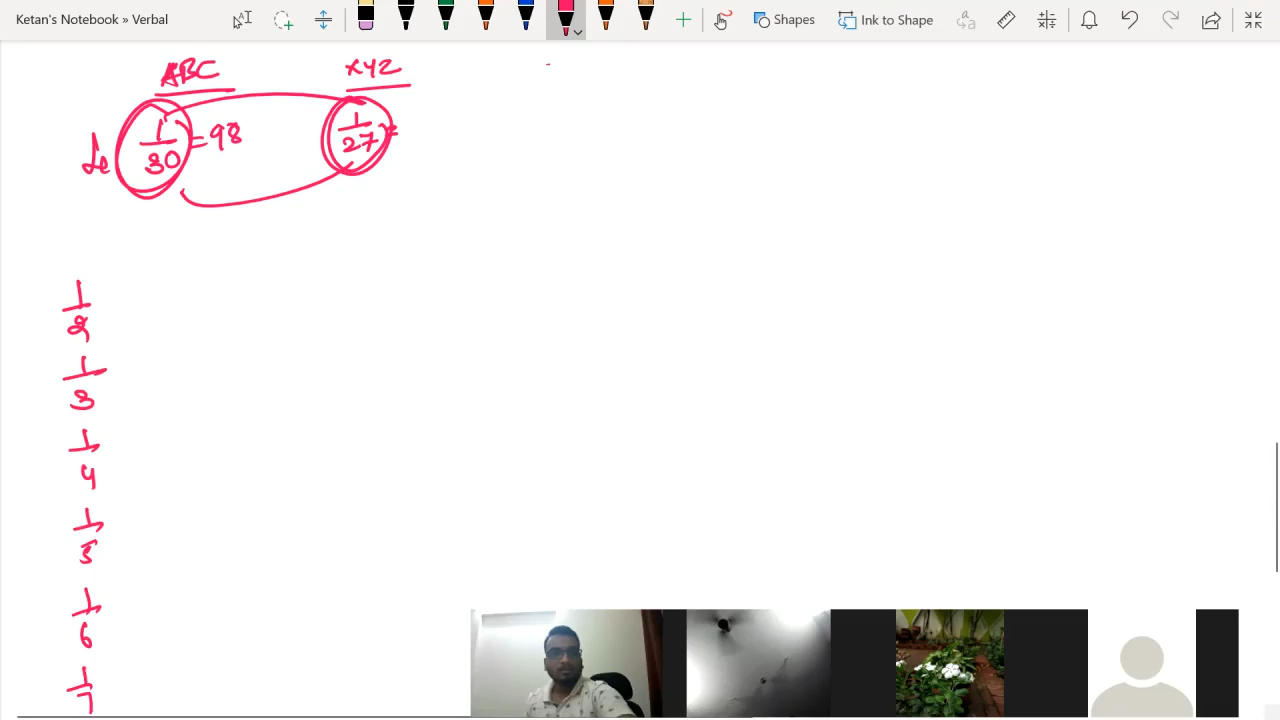 Ketan's Notebook » Verbal
Shapes
Ink to Shape
ABC XYZ
1/30 = 98 1/27 =
1/2
1/3
1/4
1/5
1/6
1/7